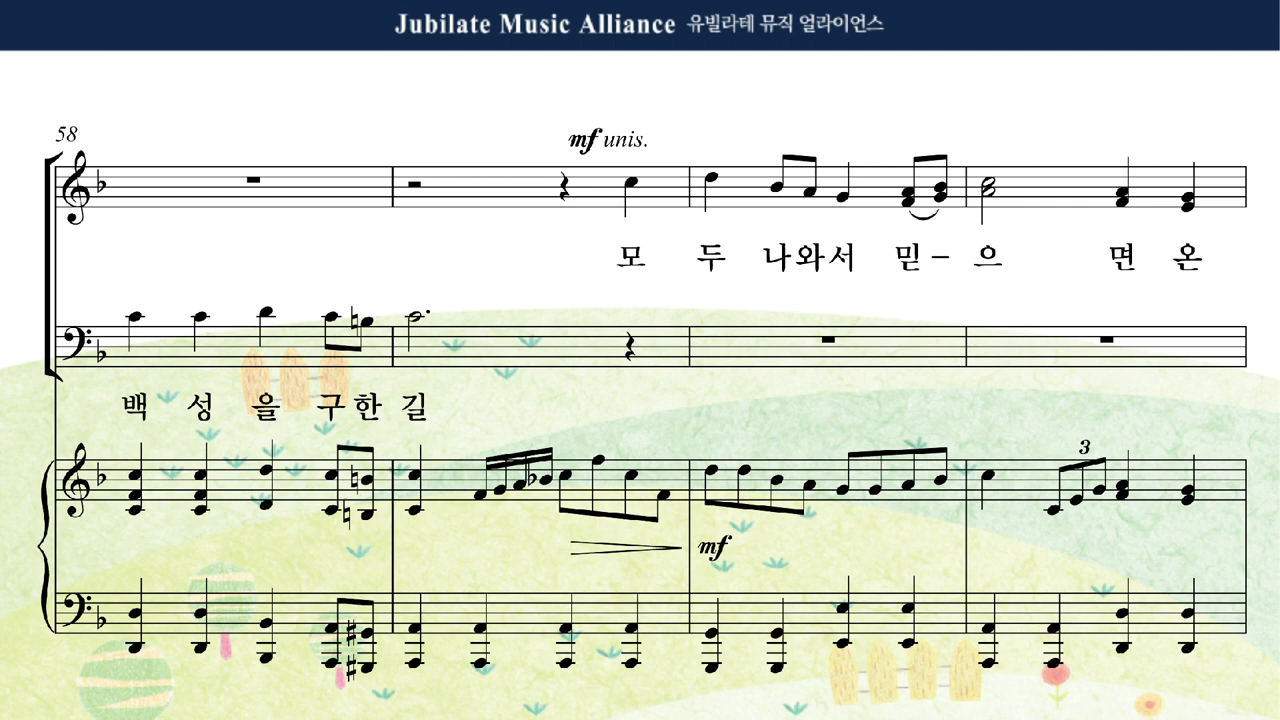 Jubilate Music Alliance 유빌라테 뮤직 얼라이언스
58
mf unis.
모 두 나 와 서 믿 – 으 면 온
백 성 을 구 한 길
3
mf